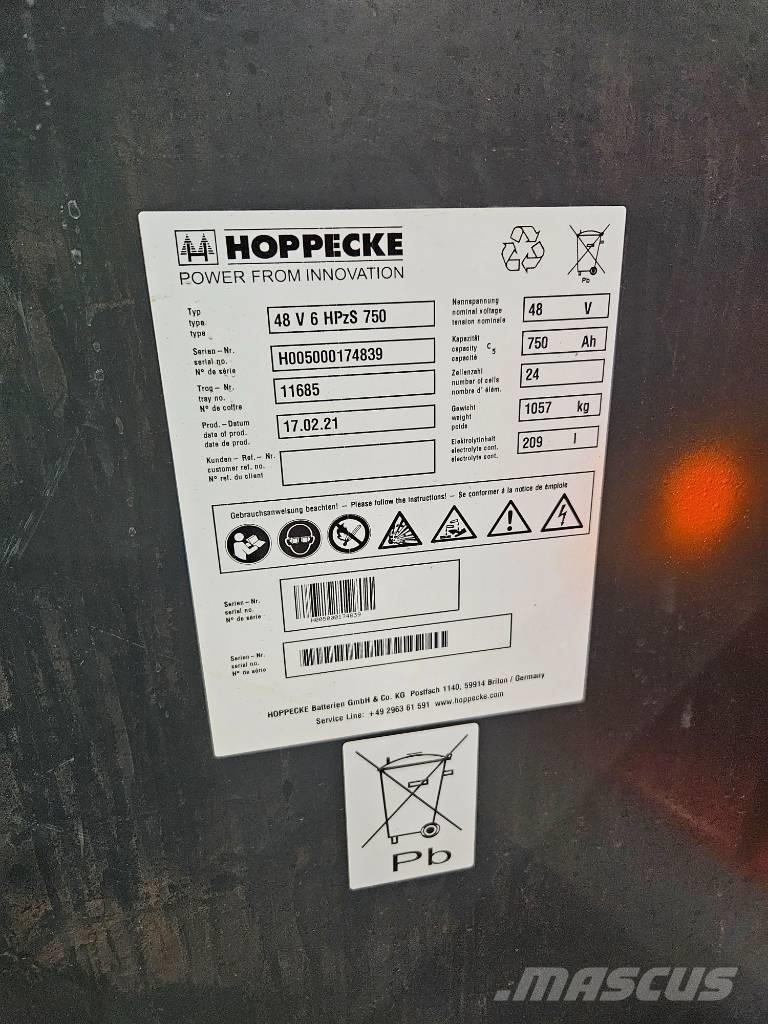 HOPPECKE
POWER FROM INNOVATION
Pb
Typ
type
type
48 V 6 HPzS 750
Serien-Nr.
serial no.
N° de série
H005000174839
Trog-Nr.
tray no.
N° de coffre
11685
Prod.-Datum
date of prod.
date de prod.
17.02.21
Kunden-Ref.-Nr.
customer ref. no.
N° ref. du client
Nennspannung
nominal voltage
tension nominale
48 V
Kapazität
capacity C5
capacité
750 Ah
Zellenzahl
number of cells
nombre d' élém.
24
Gewicht
weight
poids
1057 kg
Elektrolytinhalt
electrolyte cont.
électrolyte cont.
209 l
Gebrauchsanweisung beachten! - Please follow the instructions! - Se conformer à la notice de émploie
Serien-Nr.
serial no.
N° de série
H005000174839
Serien-Nr.
serial no.
N° de série
HOPPECKE Batterien GmbH & Co. KG Postfach 1140, 59914 Brilon / Germany
Service Line: +49 2963 61 591 www.hoppecke.com
Pb
MASCUS